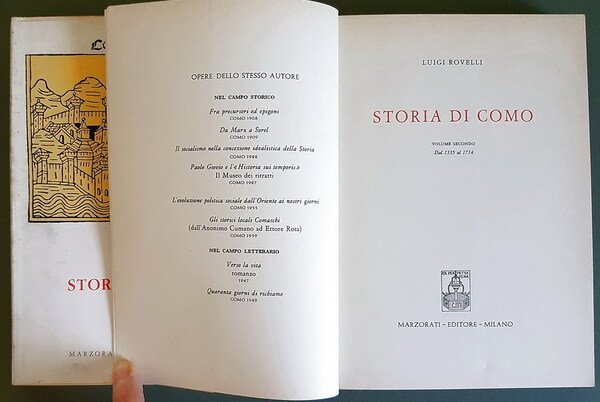 Co
STOR
MARZORA
OPERE DELLO STESSO AUTORE
NEL CAMPO STORICO
Fra precursori ed epigoni
COMO 1908
Da Marx a Sorel
COMO 1909
Il socialismo nella concezione idealistica della Storia
COMO 1922
Paolo Giovio e l'« Historia sui temporis »
Il Museo dei ritratti
COMO 1927
L'evoluzione politica sociale dall'Oriente ai nostri giorni
COMO 1955
Gli storici locali Comaschi
(dall'Anonimo Cumano ad Ettore Rota)
COMO 1959
NEL CAMPO LETTERARIO
Verso la vita
romanzo
1947
Quaranta giorni di richiamo
COMO 1949
LUIGI ROVELLI
STORIA DI COMO
VOLUME SECONDO
Dal 1335 al 1714
MARZORATI - EDITORE - MILANO